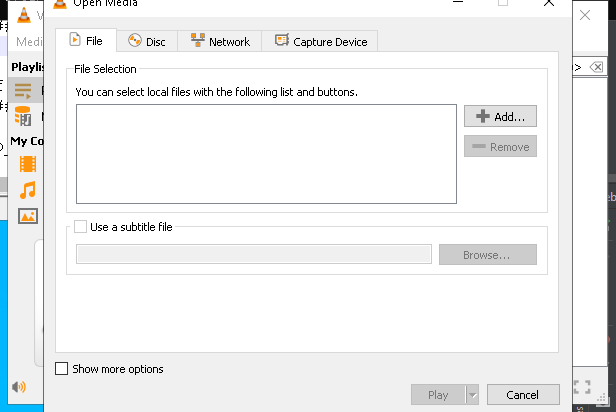 Open Media
Medi
File
Disc
Network
Capture Device
Playlis
File Selection
You can select local files with the following list and buttons.
Add...
Remove
My Co
Use a subtitle file
Browse...
Show more options
Play
Cancel